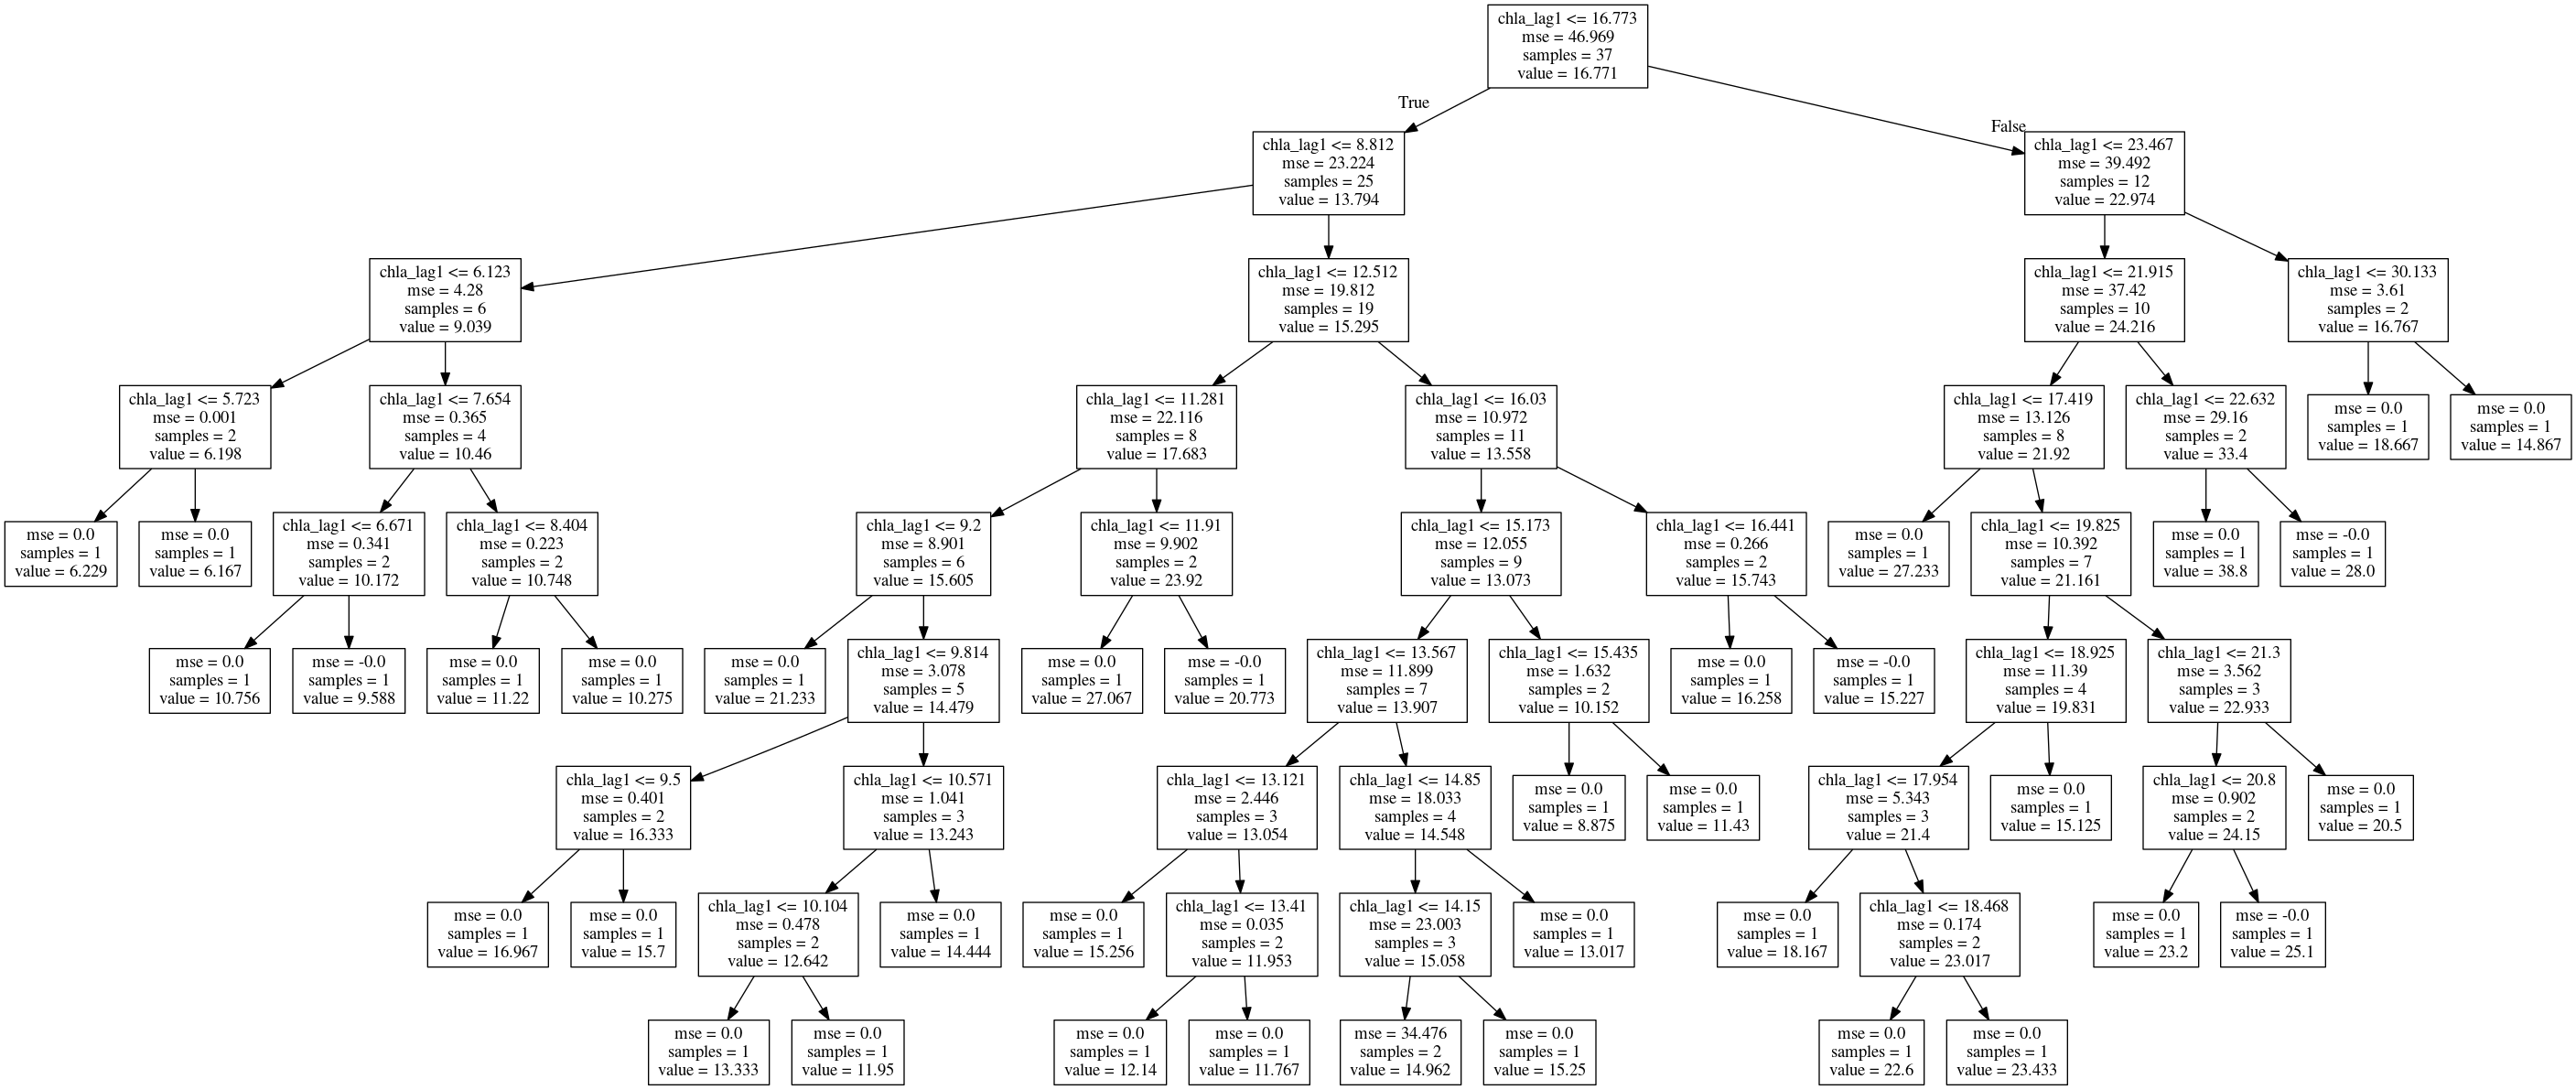 chla_lag1 <= 16.773
mse = 46.969
samples = 37
value = 16.771
True
False
chla_lag1 <= 8.812
mse = 23.224
samples = 25
value = 13.794
chla_lag1 <= 23.467
mse = 39.492
samples = 12
value = 22.974
chla_lag1 <= 6.123
mse = 4.28
samples = 6
value = 9.039
chla_lag1 <= 12.512
mse = 19.812
samples = 19
value = 15.295
chla_lag1 <= 21.915
mse = 37.42
samples = 10
value = 24.216
chla_lag1 <= 30.133
mse = 3.61
samples = 2
value = 16.767
chla_lag1 <= 5.723
mse = 0.001
samples = 2
value = 6.198
chla_lag1 <= 7.654
mse = 0.365
samples = 4
value = 10.46
chla_lag1 <= 11.281
mse = 22.116
samples = 8
value = 17.683
chla_lag1 <= 16.03
mse = 10.972
samples = 11
value = 13.558
chla_lag1 <= 17.419
mse = 13.126
samples = 8
value = 21.92
chla_lag1 <= 22.632
mse = 29.16
samples = 2
value = 33.4
mse = 0.0
samples = 1
value = 18.667
mse = 0.0
samples = 1
value = 14.867
mse = 0.0
samples = 1
value = 6.229
mse = 0.0
samples = 1
value = 6.167
chla_lag1 <= 6.671
mse = 0.341
samples = 2
value = 10.172
chla_lag1 <= 8.404
mse = 0.223
samples = 2
value = 10.748
chla_lag1 <= 9.2
mse = 8.901
samples = 6
value = 15.605
chla_lag1 <= 11.91
mse = 9.902
samples = 2
value = 23.92
chla_lag1 <= 15.173
mse = 12.055
samples = 9
value = 13.073
chla_lag1 <= 16.441
mse = 0.266
samples = 2
value = 15.743
mse = 0.0
samples = 1
value = 27.233
chla_lag1 <= 19.825
mse = 10.392
samples = 7
value = 21.161
mse = 0.0
samples = 1
value = 38.8
mse = -0.0
samples = 1
value = 28.0
mse = 0.0
samples = 1
value = 10.756
mse = -0.0
samples = 1
value = 9.588
mse = 0.0
samples = 1
value = 11.22
mse = 0.0
samples = 1
value = 10.275
mse = 0.0
samples = 1
value = 21.233
chla_lag1 <= 9.814
mse = 3.078
samples = 5
value = 14.479
mse = 0.0
samples = 1
value = 27.067
mse = -0.0
samples = 1
value = 20.773
chla_lag1 <= 13.567
mse = 11.899
samples = 7
value = 13.907
chla_lag1 <= 15.435
mse = 1.632
samples = 2
value = 10.152
mse = 0.0
samples = 1
value = 16.258
mse = -0.0
samples = 1
value = 15.227
chla_lag1 <= 18.925
mse = 11.39
samples = 4
value = 19.831
chla_lag1 <= 21.3
mse = 3.562
samples = 3
value = 22.933
chla_lag1 <= 9.5
mse = 0.401
samples = 2
value = 16.333
chla_lag1 <= 10.571
mse = 1.041
samples = 3
value = 13.243
chla_lag1 <= 13.121
mse = 2.446
samples = 3
value = 13.054
chla_lag1 <= 14.85
mse = 18.033
samples = 4
value = 14.548
mse = 0.0
samples = 1
value = 8.875
mse = 0.0
samples = 1
value = 11.43
chla_lag1 <= 17.954
mse = 5.343
samples = 3
value = 21.4
mse = 0.0
samples = 1
value = 15.125
chla_lag1 <= 20.8
mse = 0.902
samples = 2
value = 24.15
mse = 0.0
samples = 1
value = 20.5
mse = 0.0
samples = 1
value = 16.967
mse = 0.0
samples = 1
value = 15.7
chla_lag1 <= 10.104
mse = 0.478
samples = 2
value = 12.642
mse = 0.0
samples = 1
value = 14.444
mse = 0.0
samples = 1
value = 15.256
chla_lag1 <= 13.41
mse = 0.035
samples = 2
value = 11.953
chla_lag1 <= 14.15
mse = 23.003
samples = 3
value = 15.058
mse = 0.0
samples = 1
value = 13.017
mse = 0.0
samples = 1
value = 18.167
chla_lag1 <= 18.468
mse = 0.174
samples = 2
value = 23.017
mse = 0.0
samples = 1
value = 23.2
mse = -0.0
samples = 1
value = 25.1
mse = 0.0
samples = 1
value = 13.333
mse = 0.0
samples = 1
value = 11.95
mse = 0.0
samples = 1
value = 12.14
mse = 0.0
samples = 1
value = 11.767
mse = 34.476
samples = 2
value = 14.962
mse = 0.0
samples = 1
value = 15.25
mse = 0.0
samples = 1
value = 22.6
mse = 0.0
samples = 1
value = 23.433